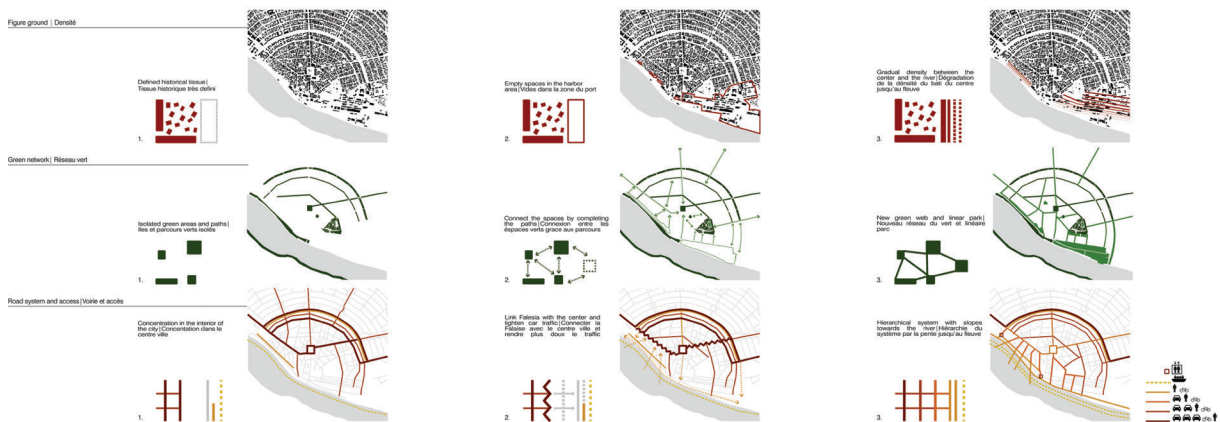 Figure ground | Densité
Defined historical tissue|
Tissue historique très defini
1.
Empty spaces in the harbor
area|Vides dans la zone du port
2.
Gradual density between the
center and the river|Dégradation
de la dénsité du bati du centre
jusqu'au fleuve
3.
Green network| Réseau vert
Isolated green areas and paths|
Iles et parcours verts isolés
1.
Connect the spaces by completing
the paths|Connexion entre les
éspaces verts grace aux parcours
2.
New green web and linear park|
Nouveau réseau du vert et linéaire
parc
3.
Road system and access|Voirie et accès
Concentration in the interior of
the city|Concentation dans le
centre ville
1.
Link Falesia with the center and
lighten car traffic|Connecter la
Falaise avec le centre ville et
rendre plus doux le traffic
2.
Hierarchical system with slopes
towards the river|Hiérarchie du
système par la pente jusqu'au fleuve
3.